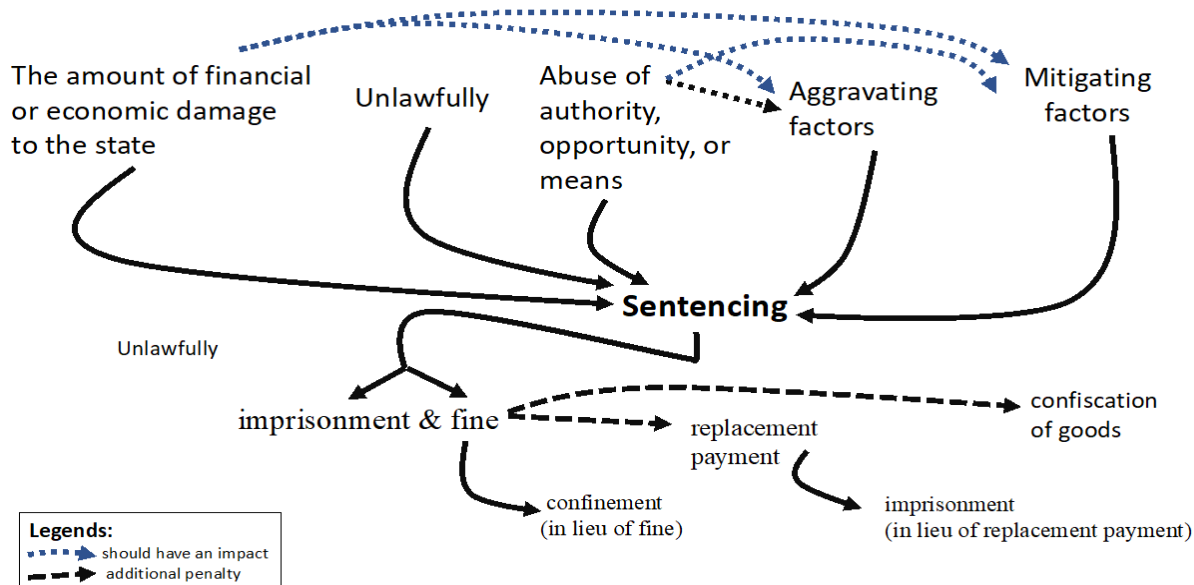 The amount of financial
or economic damage
to the state
Unlawfully
Abuse of
authority,
opportunity, or
means
Aggravating
factors
Mitigating
factors
Sentencing
Unlawfully
imprisonment & fine
replacement
payment
confiscation
of goods
confinement
(in lieu of fine)
imprisonment
(in lieu of replacement payment)
Legends:
should have an impact
additional penalty